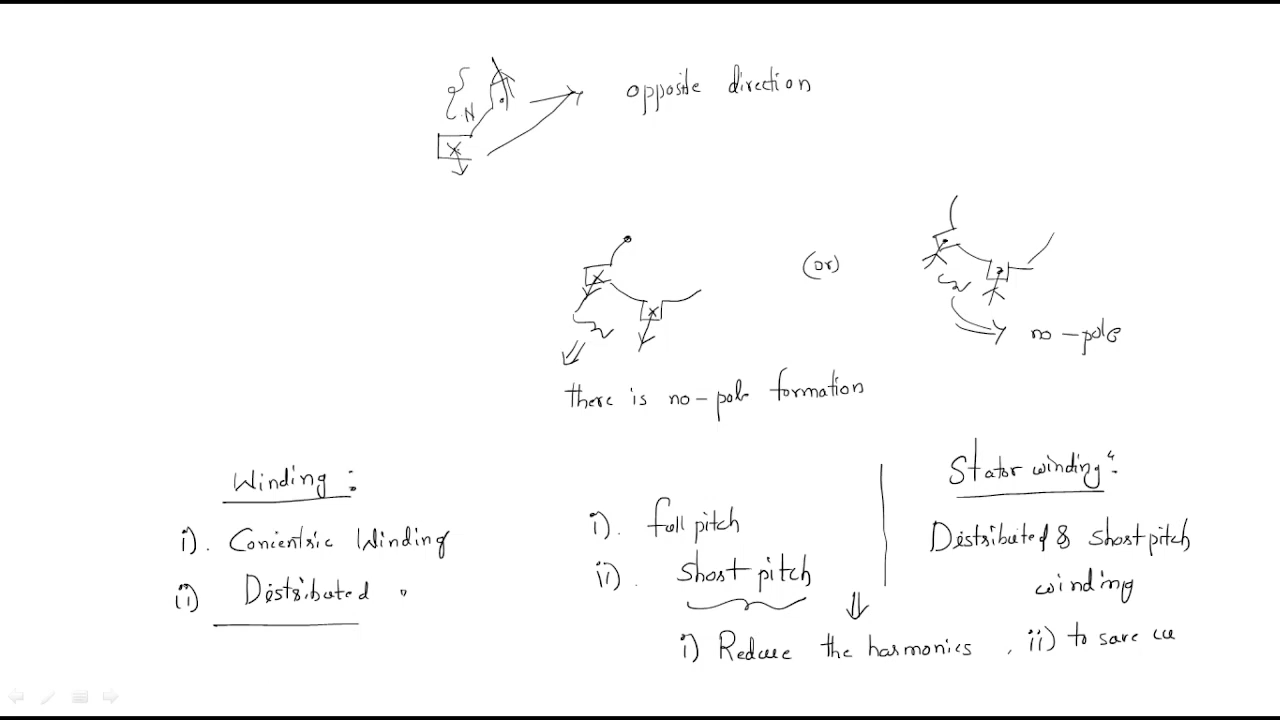 opposite direction
N
x
(or)
x
x
no-pole
there is no-pole formation
Winding :
i). Concentric Winding
ii) Distributed "
i). full pitch
ii). Short pitch
i) Reduce the harmonics , ii) to save cu
Stator winding :
Distributed & short pitch
winding